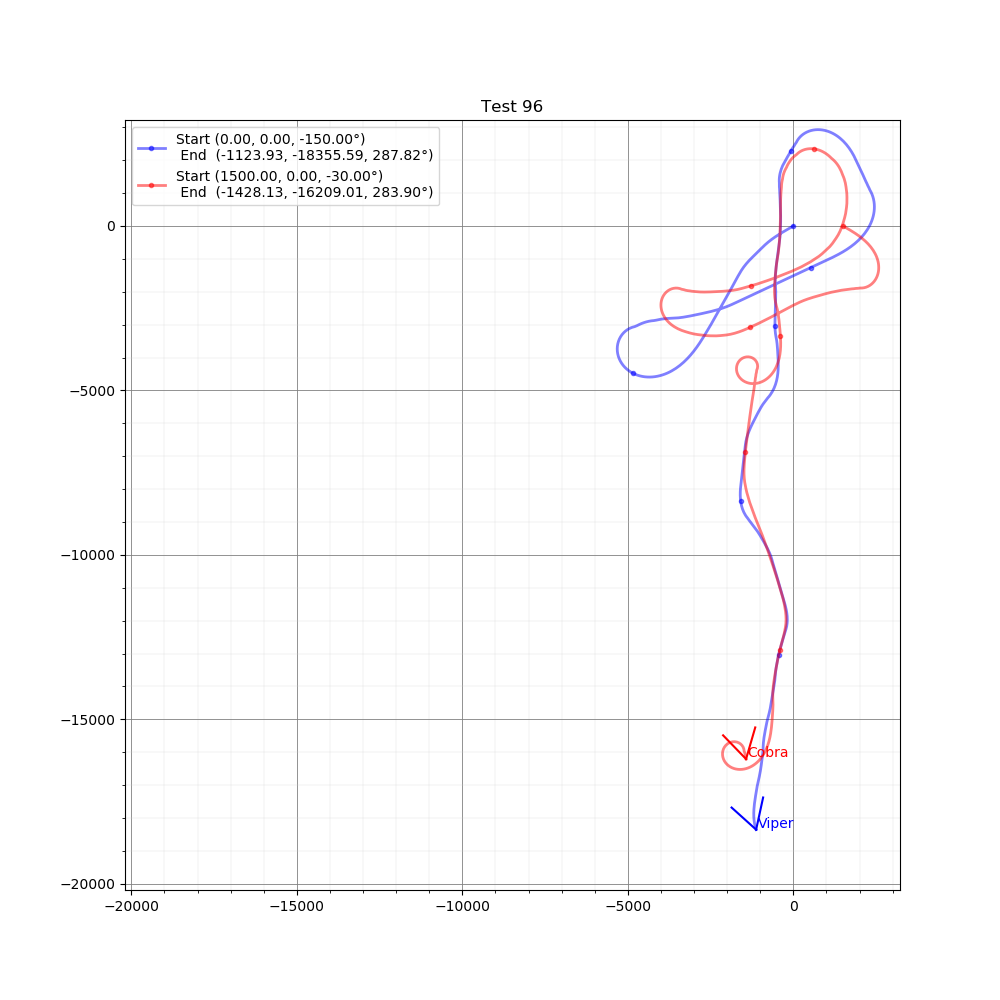 Test 96
Start (0.00, 0.00, -150.00°)
End  (-1123.93, -18355.59, 287.82°)
Start (1500.00, 0.00, -30.00°)
End  (-1428.13, -16209.01, 283.90°)
0
−5000
−10000
−15000
−20000
Cobra
Viper
−20000
−15000
−10000
−5000
0